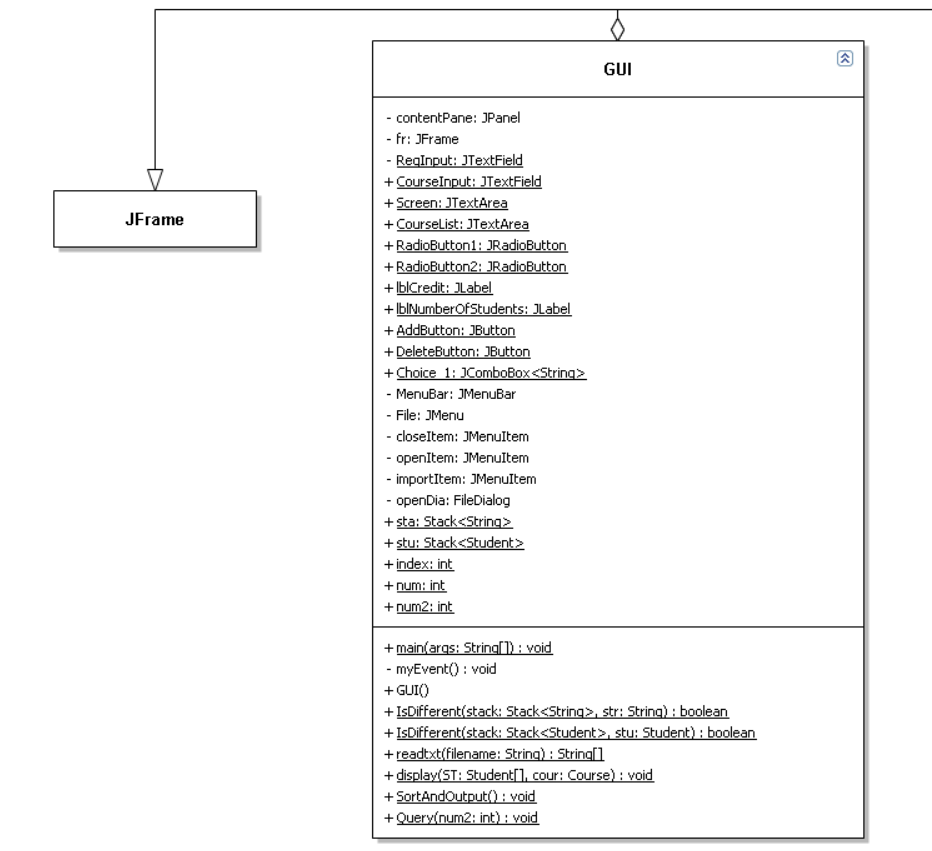 GUI
- contentPane: JPanel
- fr: JFrame
- RegInput: JTextField
+ CourseInput: JTextField
+ Screen: JTextArea
+ CourseList: JTextArea
+ RadioButton1: JRadioButton
+ RadioButton2: JRadioButton
+ lblCredit: JLabel
+ lblNumberOfStudents: JLabel
+ AddButton: JButton
+ DeleteButton: JButton
+ Choice_1: JComboBox<String>
- MenuBar: JMenuBar
- File: JMenu
- closeItem: JMenuItem
- openItem: JMenuItem
- importItem: JMenuItem
- openDia: FileDialog
+ sta: Stack<String>
+ stu: Stack<Student>
+ index: int
+ num: int
+ num2: int
+ main(args: String[]) : void
- myEvent() : void
+ GUI()
+ IsDifferent(stack: Stack<String>, str: String) : boolean
+ IsDifferent(stack: Stack<Student>, stu: Student) : boolean
+ readtxt(filename: String) : String[]
+ display(ST: Student[], cour: Course) : void
+ SortAndOutput() : void
+ Query(num2: int) : void
JFrame